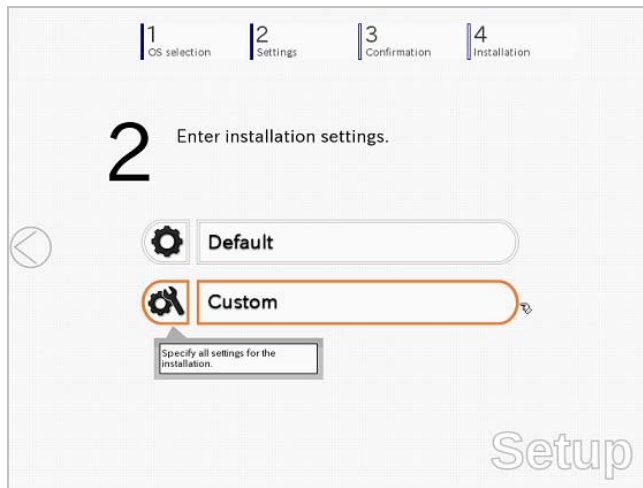 1
OS selection
2
Settings
3
Confirmation
4
Installation
2
Enter installation settings.
Default
Custom
Specify all settings for the
installation.
Setup